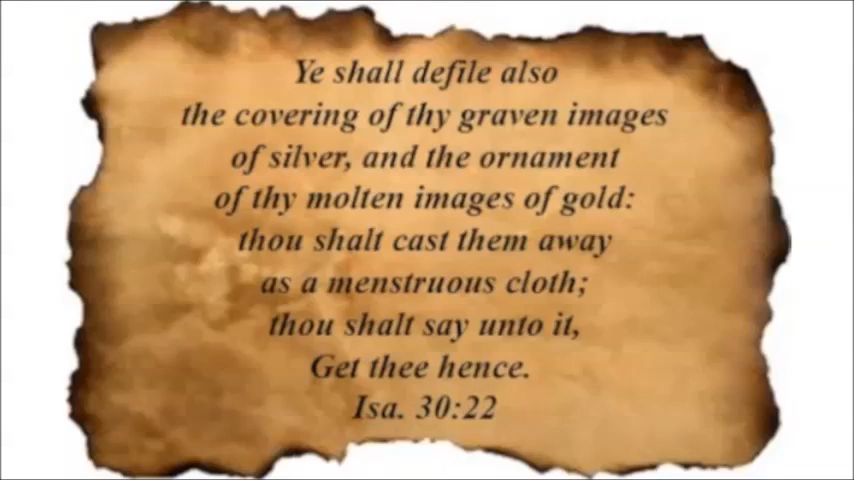 Ye shall defile also
the covering of thy graven images
of silver, and the ornament
of thy molten images of gold:
thou shalt cast them away
as a menstruous cloth;
thou shalt say unto it,
Get thee hence.
Isa. 30:22